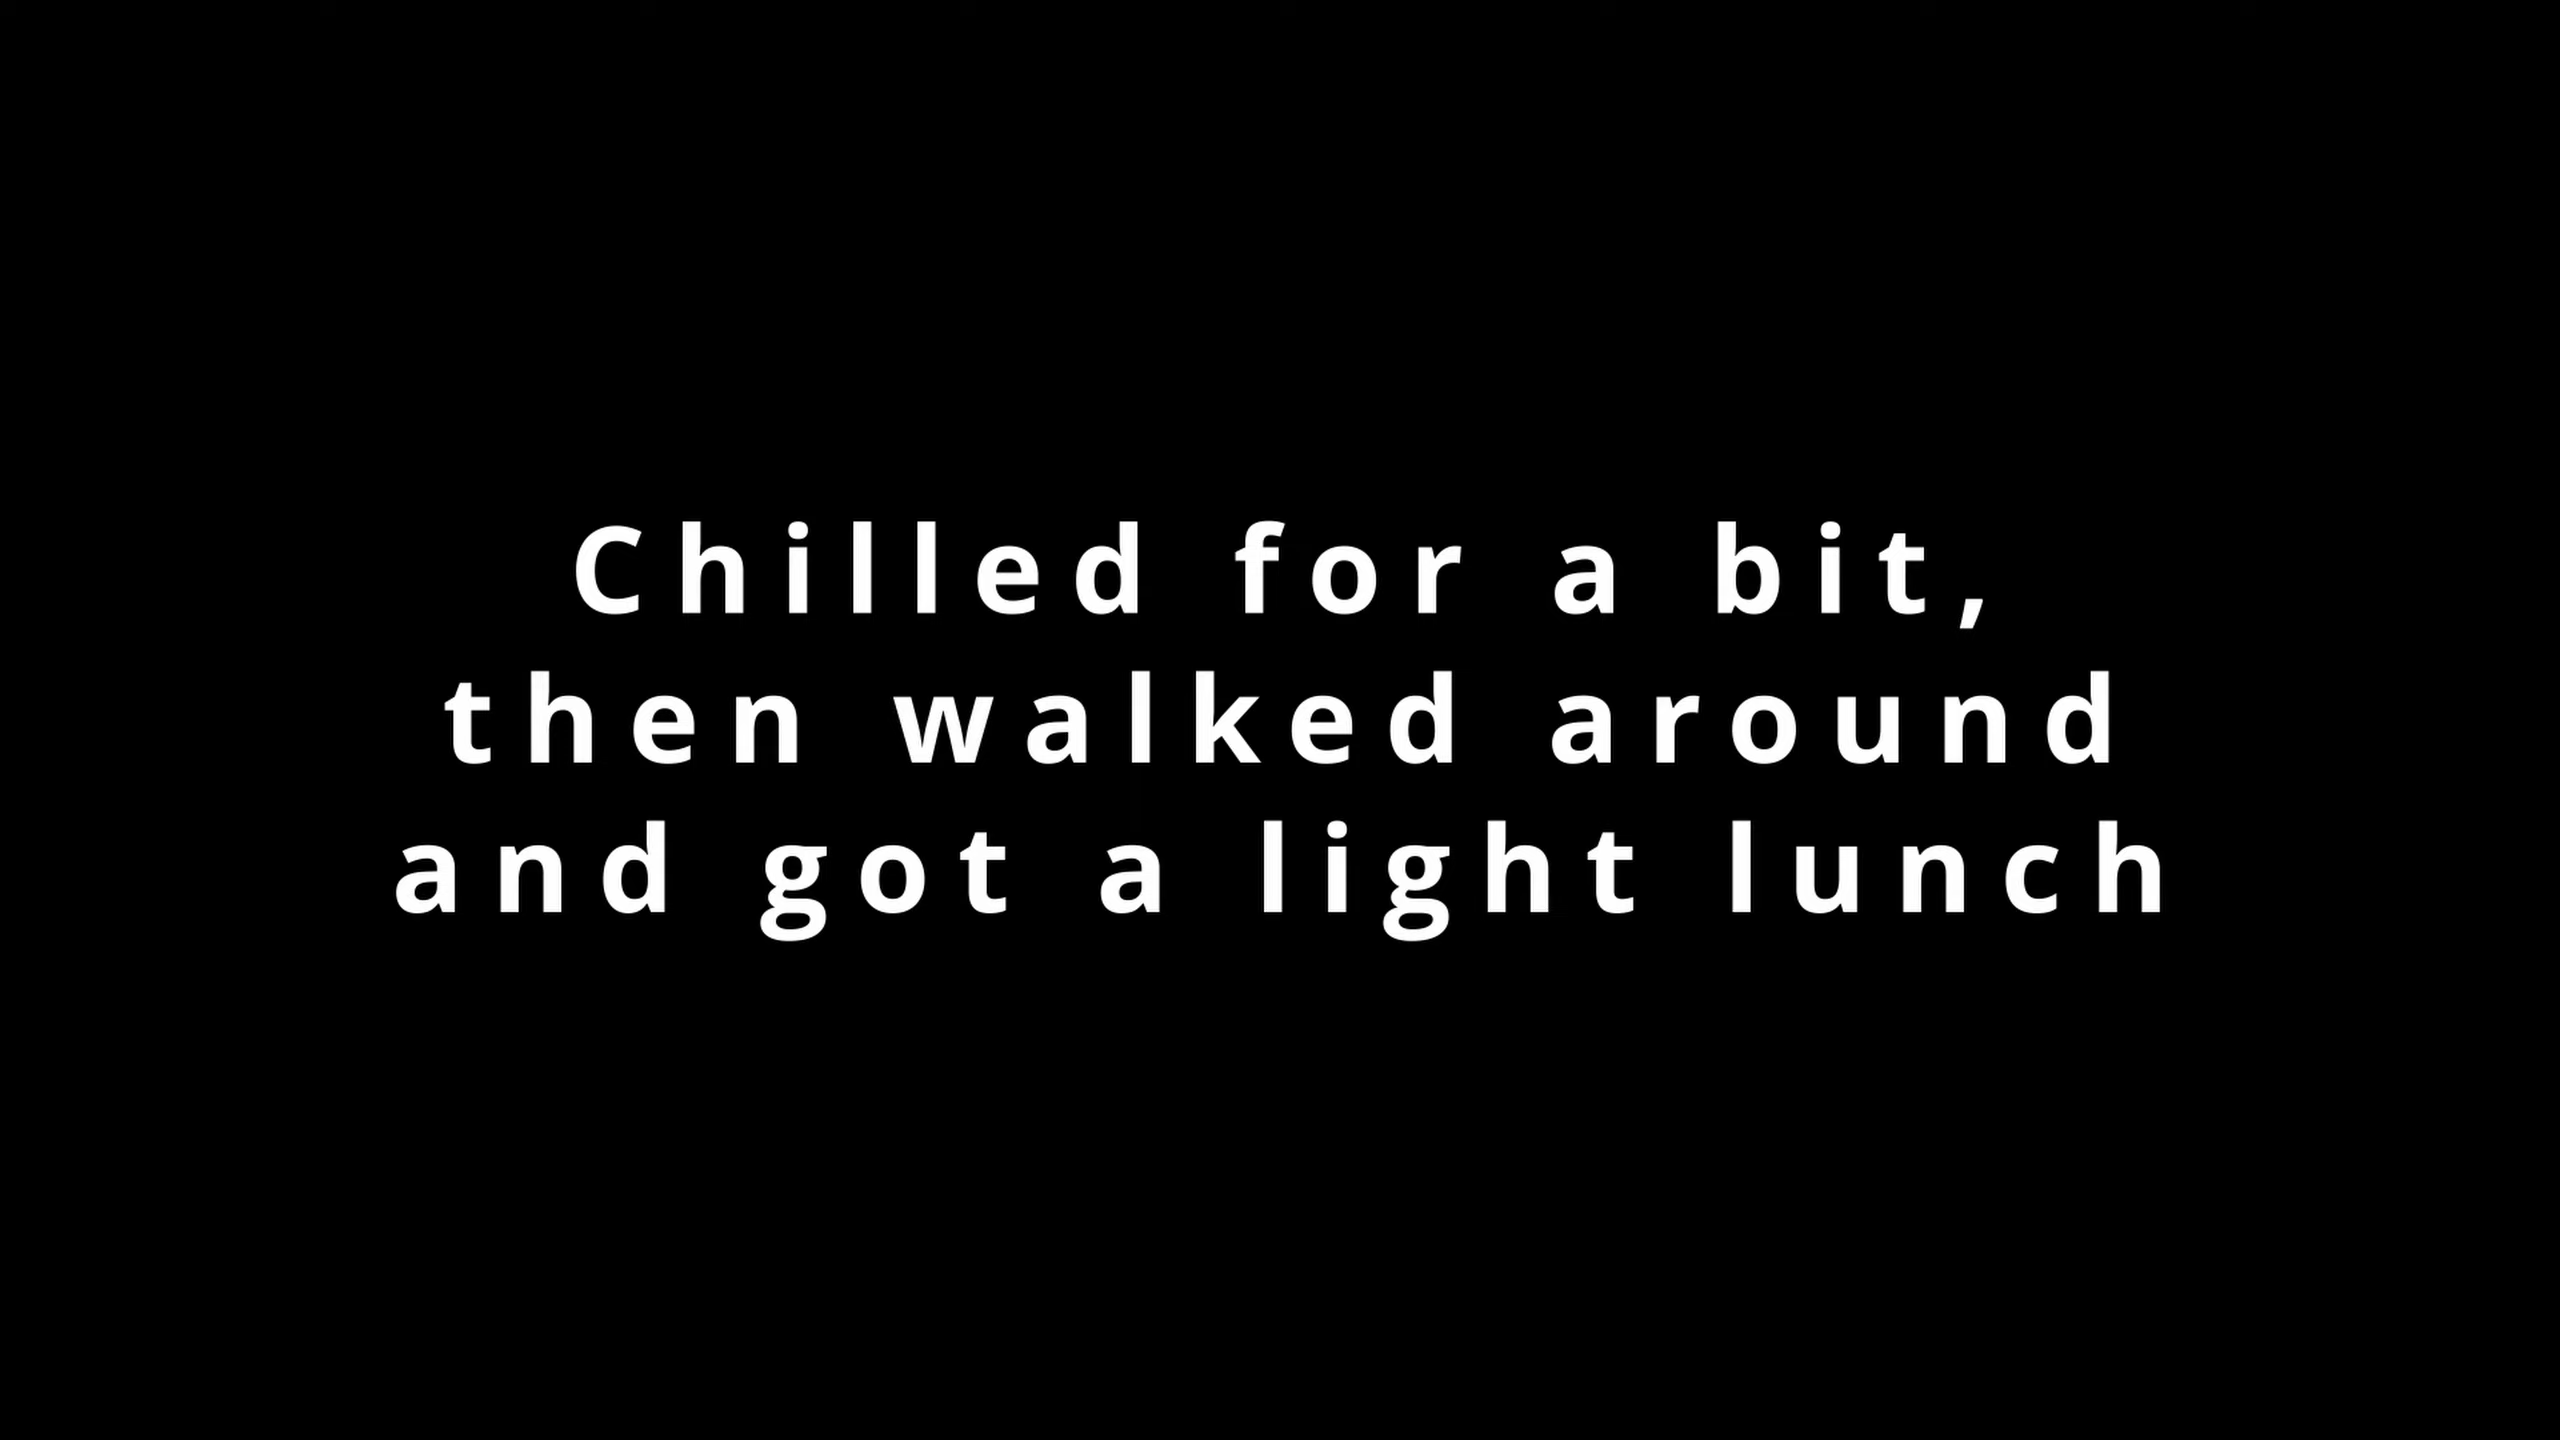 Chilled for a bit,
then walked around
and got a light lunch